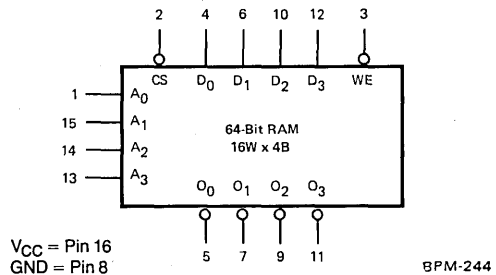 2 4 6 10 12 3
CS D0 D1 D2 D3 WE
1 A0
15 A1
14 A2
13 A3
64-Bit RAM
16W x 4B
O0 O1 O2 O3
5 7 9 11
VCC = Pin 16
GND = Pin 8
BPM-244